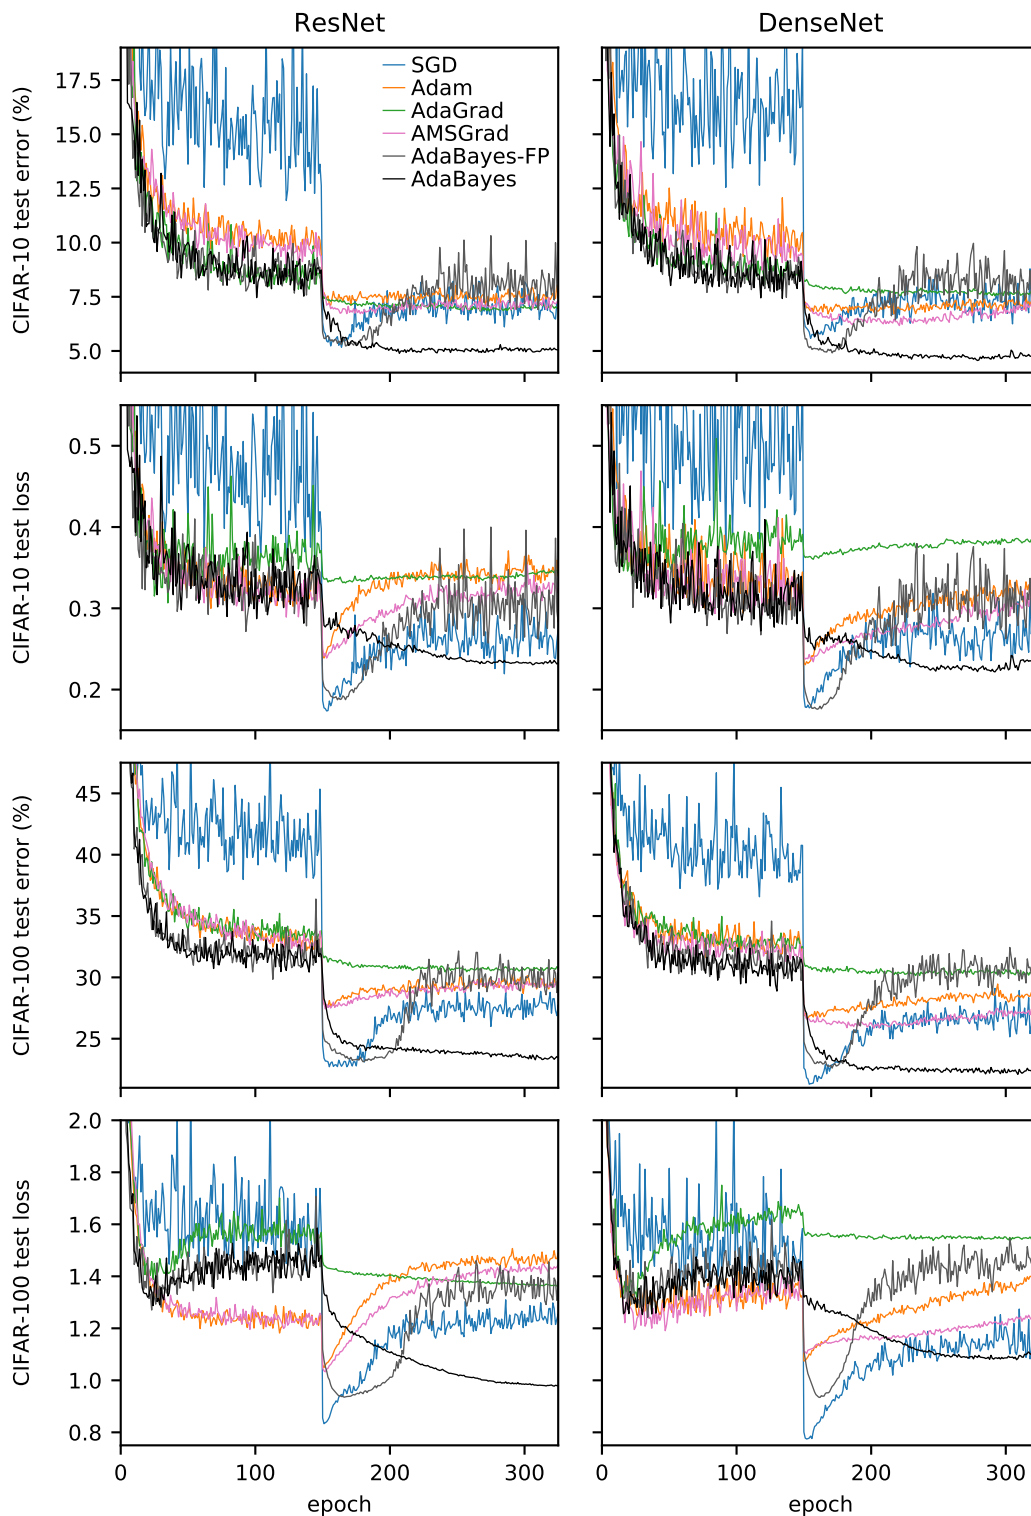 ResNet
DenseNet
CIFAR-10 test error (%)
17.5
15.0
12.5
10.0
7.5
5.0
SGD
Adam
AdaGrad
AMSGrad
AdaBayes-FP
AdaBayes
CIFAR-10 test loss
0.5
0.4
0.3
0.2
CIFAR-100 test error (%)
45
40
35
30
25
CIFAR-100 test loss
2.0
1.8
1.6
1.4
1.2
1.0
0.8
0 100 200 300
epoch
0 100 200 300
epoch